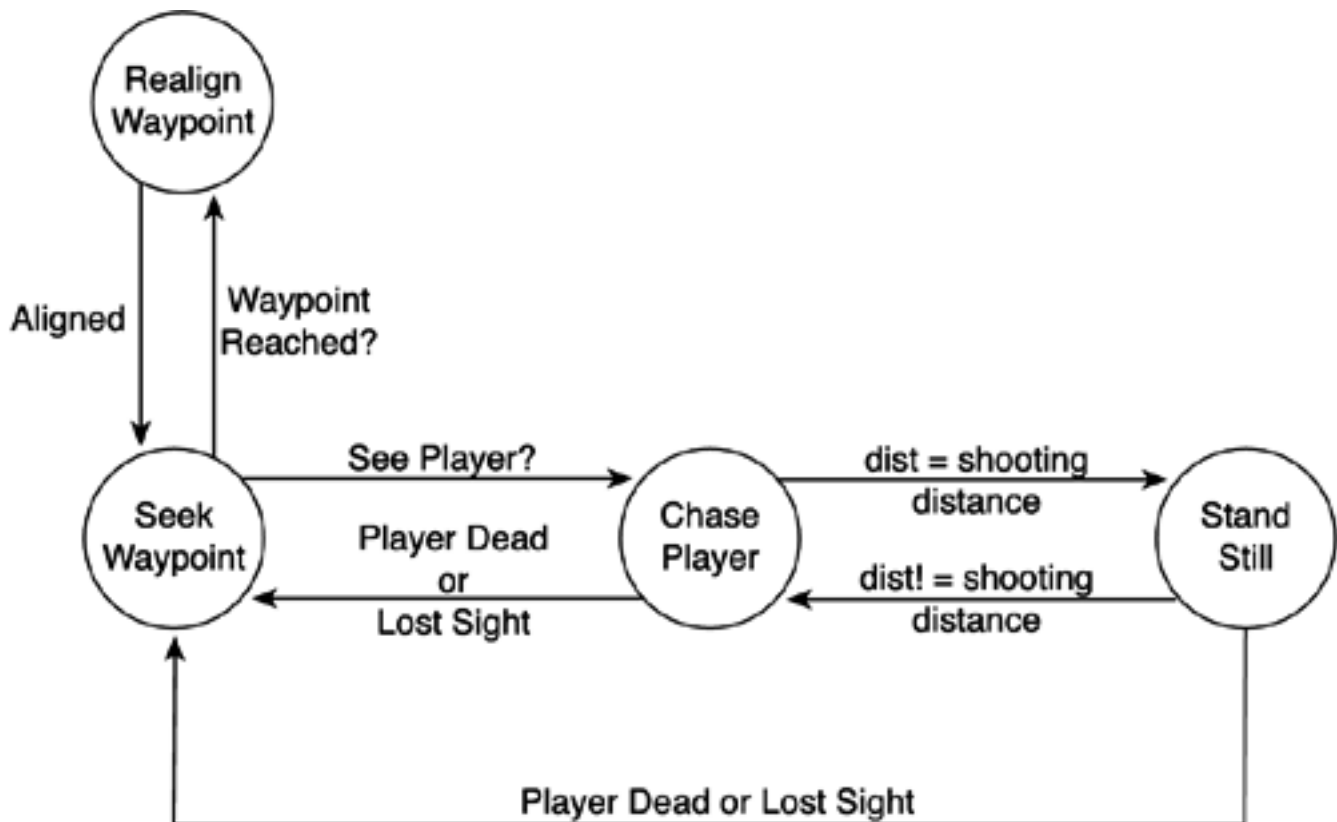 Realign
Waypoint
Aligned
Waypoint
Reached?
See Player?
dist = shooting
distance
Seek
Waypoint
Player Dead
or
Lost Sight
Chase
Player
dist! = shooting
distance
Stand
Still
Player Dead or Lost Sight